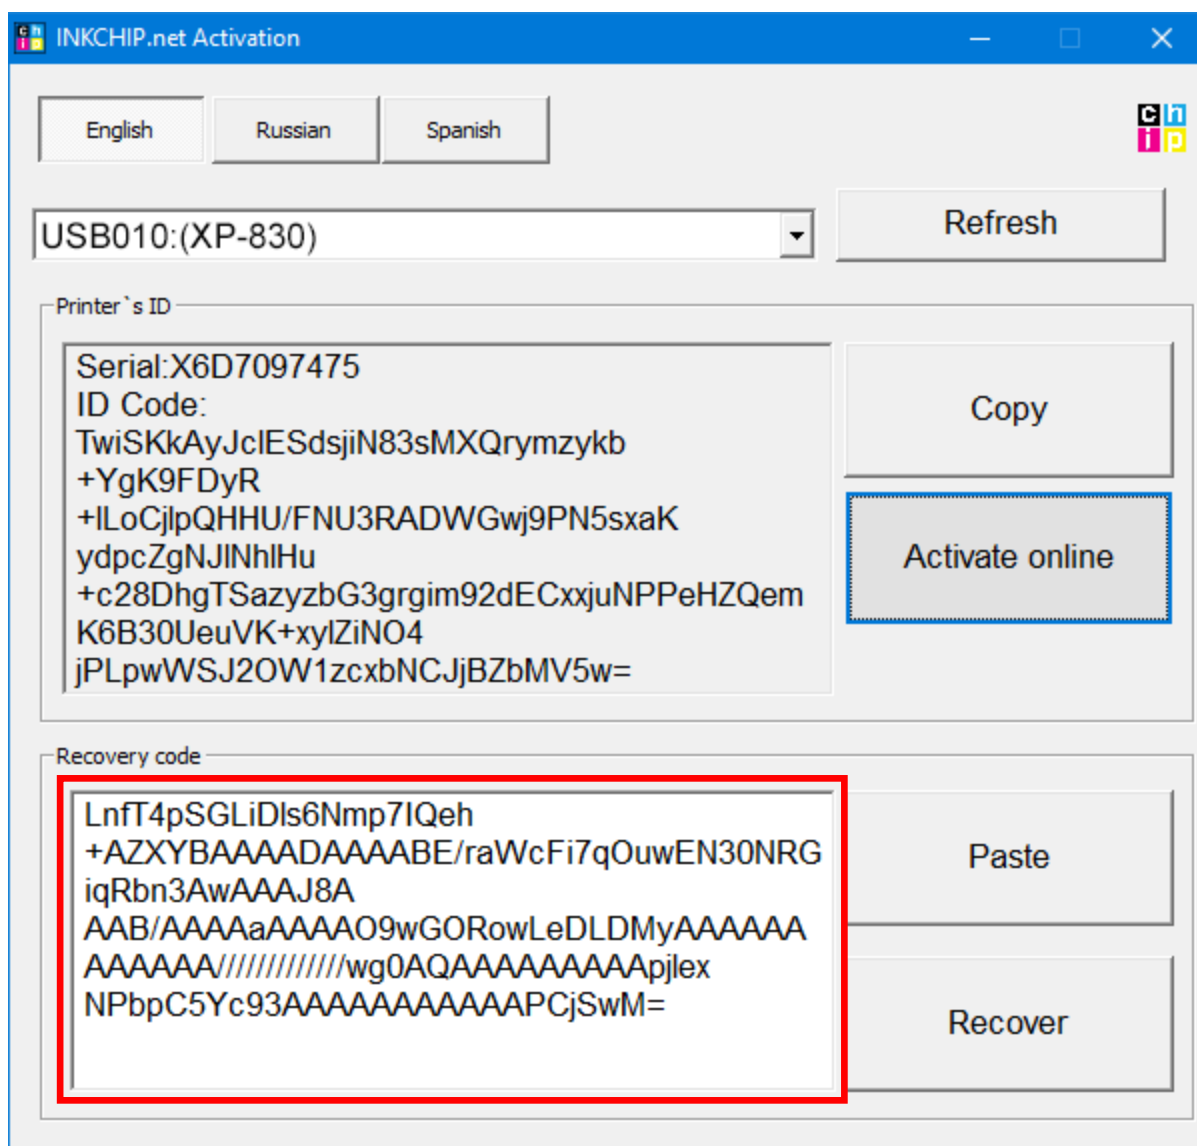 INKCHIP.net Activation
English
Russian
Spanish
chip
USB010:(XP-830)
Refresh
Printer`s ID
Serial:X6D7097475
ID Code:
TwiSKkAyJclESdsjiN83sMXQrymzykb
+YgK9FDyR
+lLoCjlpQHHU/FNU3RADWGwj9PN5sxaK
ydpcZgNJlNhlHu
+c28DhgTSazyzbG3grgim92dECxxjuNPPeHZQem
K6B30UeuVK+xylZiNO4
jPLpwWSJ2OW1zcxbNCJjBZbMV5w=
Copy
Activate online
Recovery code
LnfT4pSGLiDls6Nmp7IQeh
+AZXYBAAAADAAAABE/raWcFi7qOuwEN30NRG
iqRbn3AwAAAJ8A
AAB/AAAAaAAAAO9wGORowLeDLDMyAAAAAA
AAAAAA/////////////wg0AQAAAAAAAAApjlex
NPbpC5Yc93AAAAAAAAAAAPCjSwM=
Paste
Recover